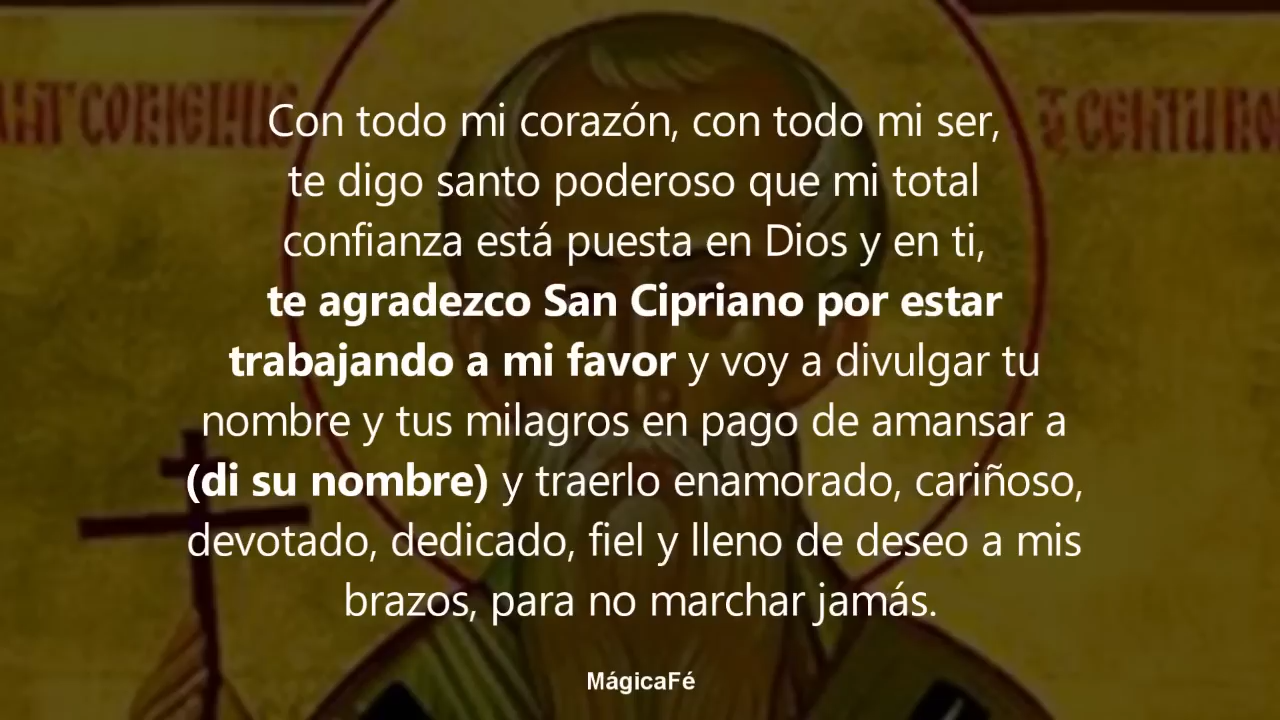 Con todo mi corazón, con todo mi ser,
te digo santo poderoso que mi total
confianza está puesta en Dios y en ti,
te agradezco San Cipriano por estar
trabajando a mi favor y voy a divulgar tu
nombre y tus milagros en pago de amansar a
(di su nombre) y traerlo enamorado, cariñoso,
devotado, dedicado, fiel y lleno de deseo a mis
brazos, para no marchar jamás.
MágicaFé